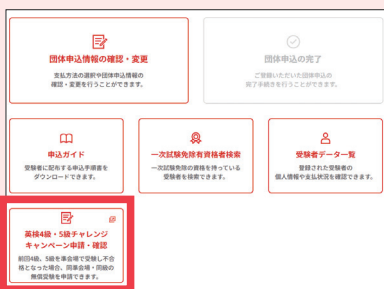 団体申込情報の確認・変更
支払方法の選択や団体申込情報の
確認・変更を行うことができます。
団体申込の完了
ご登録いただいた団体申込の
完了手続きを行うことができます。
申込ガイド
受験者に配布する申込手順書を
ダウンロードできます。
一次試験免除有資格者検索
一次試験免除の資格を持っている
受験者を検索できます。
受験者データ一覧
登録された受験者の
個人情報や支払状況を確認できます。
英検4級・5級チャレンジ
キャンペーン申請・確認
前回4級、5級を準会場で受験し不合
格となった場合、同準会場・同級の
無償受験を申請できます。